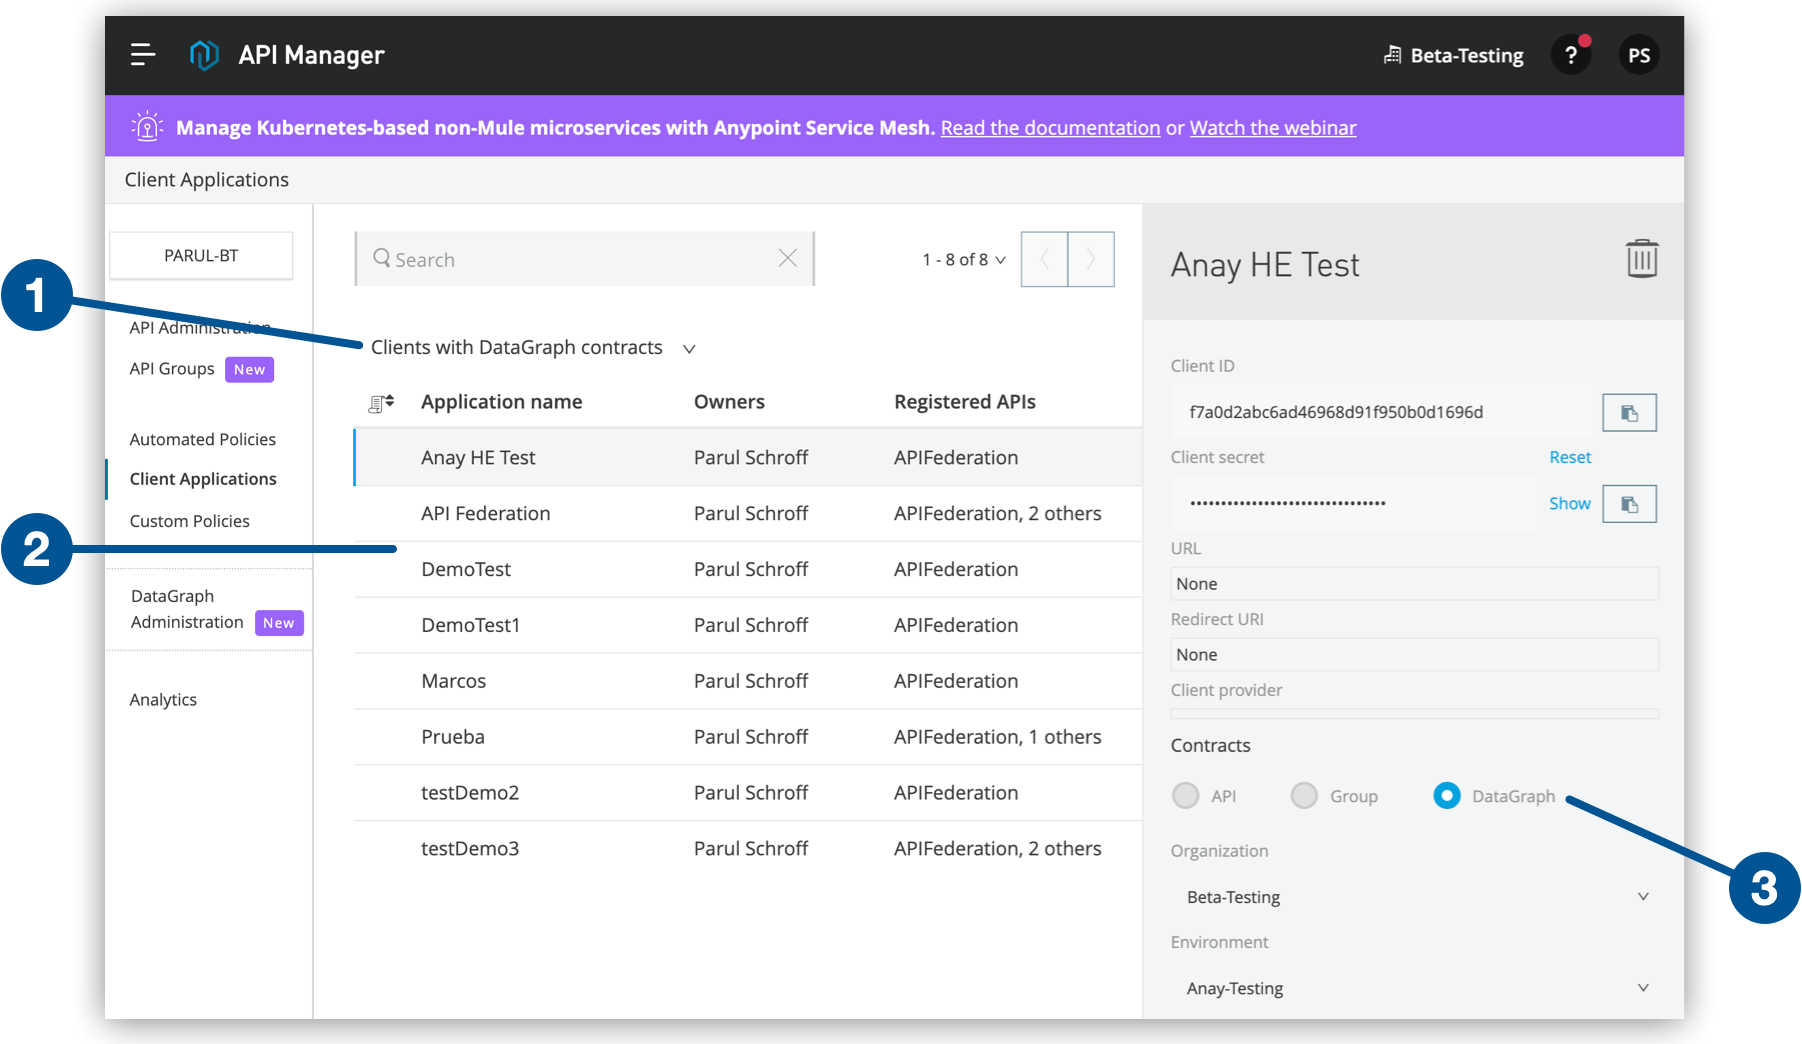 API Manager
Beta-Testing
?
PS
Manage Kubernetes-based non-Mule microservices with Anypoint Service Mesh. Read the documentation or Watch the webinar
Client Applications
PARUL-BT
API Administration
API Groups New
Automated Policies
Client Applications
Custom Policies
DataGraph
Administration New
Analytics
1
2
3
Search
1 - 8 of 8
Clients with DataGraph contracts
Application name Owners Registered APIs
Anay HE Test Parul Schroff APIFederation
API Federation Parul Schroff APIFederation, 2 others
DemoTest Parul Schroff APIFederation
DemoTest1 Parul Schroff APIFederation
Marcos Parul Schroff APIFederation
Prueba Parul Schroff APIFederation, 1 others
testDemo2 Parul Schroff APIFederation
testDemo3 Parul Schroff APIFederation, 2 others
Anay HE Test
Client ID
f7a0d2abc6ad46968d91f950b0d1696d
Client secret Reset
•••••••••••••••••••••••••••••••• Show
URL
None
Redirect URI
None
Client provider
Contracts
API Group DataGraph
Organization
Beta-Testing
Environment
Anay-Testing